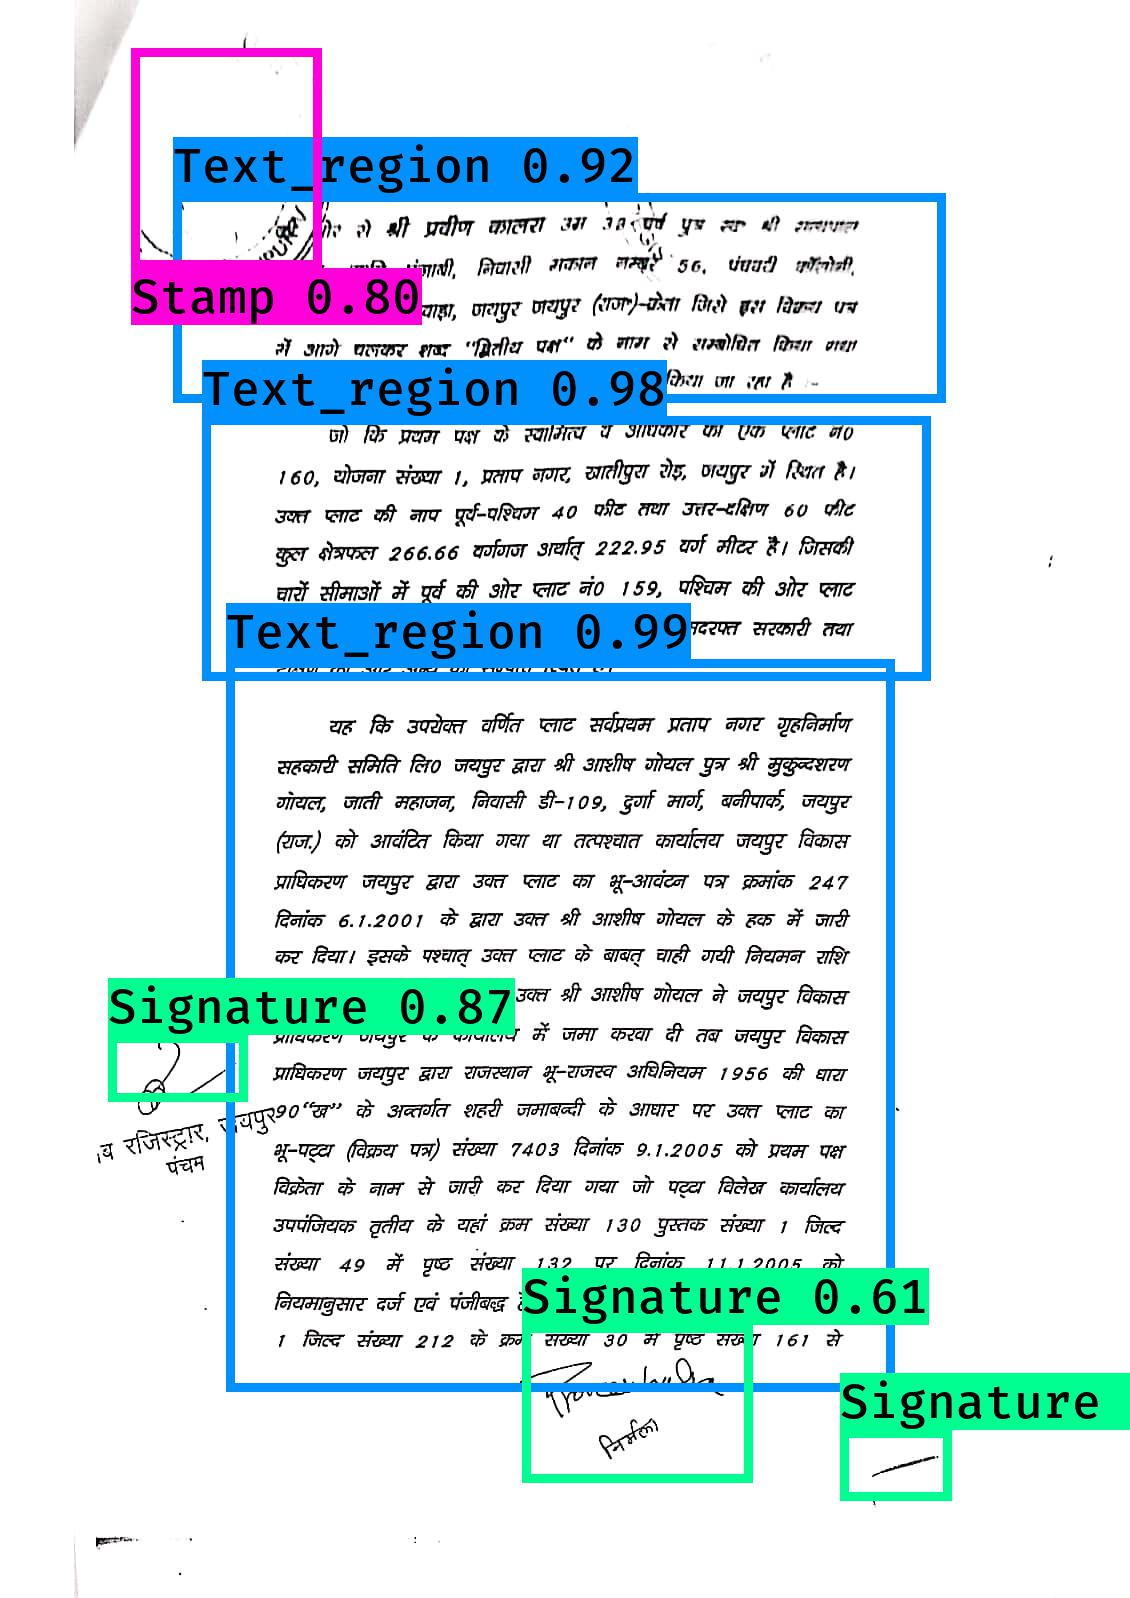 Text_region 0.92
श्री प्रवीण कालरा उम्र 38 वर्ष पुत्र स्व० श्री
JAIPUR
पंजाबी, निवासी मकान नम्बर 56, पंचवटी कॉलोनी,
Stamp 0.80
जयपुर जयपुर (राज०)-क्रेता जिसे इस विक्रय पत्र
में आगे चलकर शब्द "द्वितीय पक्ष" के नाम से सम्बोधित किया गया
Text_region 0.98
किया जा रहा है :-
जो कि प्रथम पक्ष के स्वामित्व व अधिकार का एक प्लाट नं0
160, योजना संख्या 1, प्रताप नगर, खातीपुरा रोड़, जयपुर में स्थित है।
उक्त प्लाट की नाप पूर्व-पश्चिम 40 फीट तथा उत्तर-दक्षिण 60 फीट
कुल क्षेत्रफल 266.66 वर्गगज अर्थात् 222.95 वर्ग मीटर है। जिसकी
चारों सीमाओं में पूर्व की ओर प्लाट नं0 159, पश्चिम की ओर प्लाट
Text_region 0.99
सरकारी तथा
यह कि उपरोक्त वर्णित प्लाट सर्वप्रथम प्रताप नगर गृहनिर्माण
सहकारी समिति लि0 जयपुर द्वारा श्री आशीष गोयल पुत्र श्री मुकुन्दशरण
गोयल, जाती महाजन, निवासी डी-109, दुर्गा मार्ग, बनीपार्क, जयपुर
(राज.) को आवंटित किया गया था तत्पश्चात कार्यालय जयपुर विकास
प्राधिकरण जयपुर द्वारा उक्त प्लाट का भू-आवंटन पत्र क्रमांक 247
दिनांक 6.1.2001 के द्वारा उक्त श्री आशीष गोयल के हक में जारी
कर दिया। इसके पश्चात् उक्त प्लाट के बाबत् चाही गयी नियमन राशि
Signature 0.87
उक्त श्री आशीष गोयल ने जयपुर विकास
प्राधिकरण जयपुर के कार्यालय में जमा करवा दी तब जयपुर विकास
प्राधिकरण जयपुर द्वारा राजस्थान भू-राजस्व अधिनियम 1956 की धारा
90"ख" के अन्तर्गत शहरी जमाबन्दी के आधार पर उक्त प्लाट का
रजिस्ट्रार, जयपुर
पंचम
भू-पट्टा (विक्रय पत्र) संख्या 7403 दिनांक 9.1.2005 को प्रथम पक्ष
विक्रेता के नाम से जारी कर दिया गया जो पट्टा विलेख कार्यालय
उपपंजियक तृतीय के यहां क्रम संख्या 130 पुस्तक संख्या 1 जिल्द
संख्या 49 में पृष्ठ संख्या 132 पर दिनांक 11.1.2005 को
नियमानुसार दर्ज एवं पंजीबद्ध
Signature 0.61
1 जिल्द संख्या 212 के क्रम संख्या 30 में पृष्ठ संख्या 161 से
निर्मला
Signature